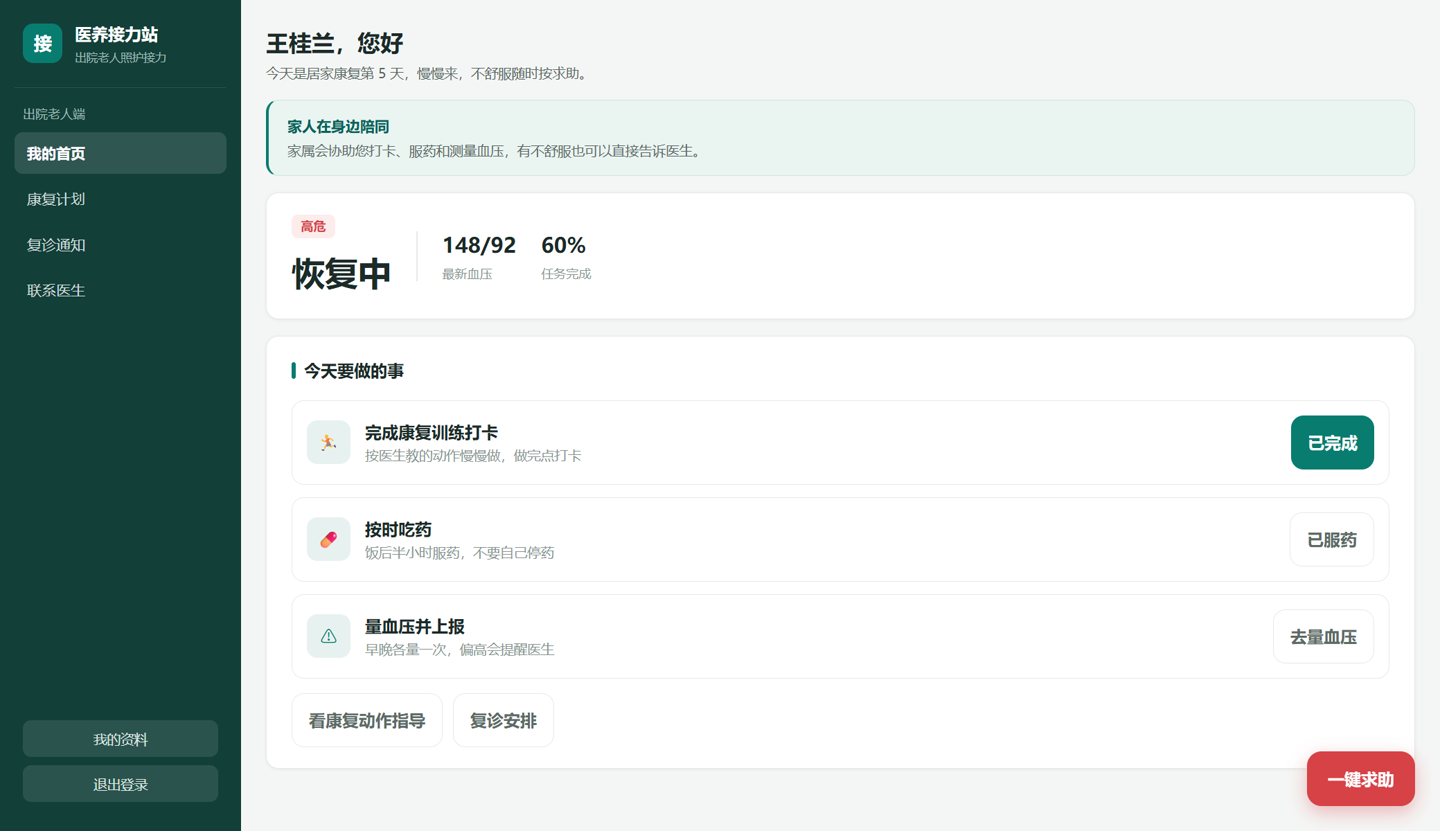 接
医养接力站
出院老人照护接力
出院老人端
我的首页
康复计划
复诊通知
联系医生
我的资料
退出登录
王桂兰，您好
今天是居家康复第 5 天，慢慢来，不舒服随时按求助。
家人在身边陪同
家属会协助您打卡、服药和测量血压，有不舒服也可以直接告诉医生。
高危
恢复中
148/92
最新血压
60%
任务完成
今天要做的事
完成康复训练打卡
按医生教的动作慢慢做，做完点打卡
已完成
按时吃药
饭后半小时服药，不要自己停药
已服药
量血压并上报
早晚各量一次，偏高会提醒医生
去量血压
看康复动作指导
复诊安排
一键求助